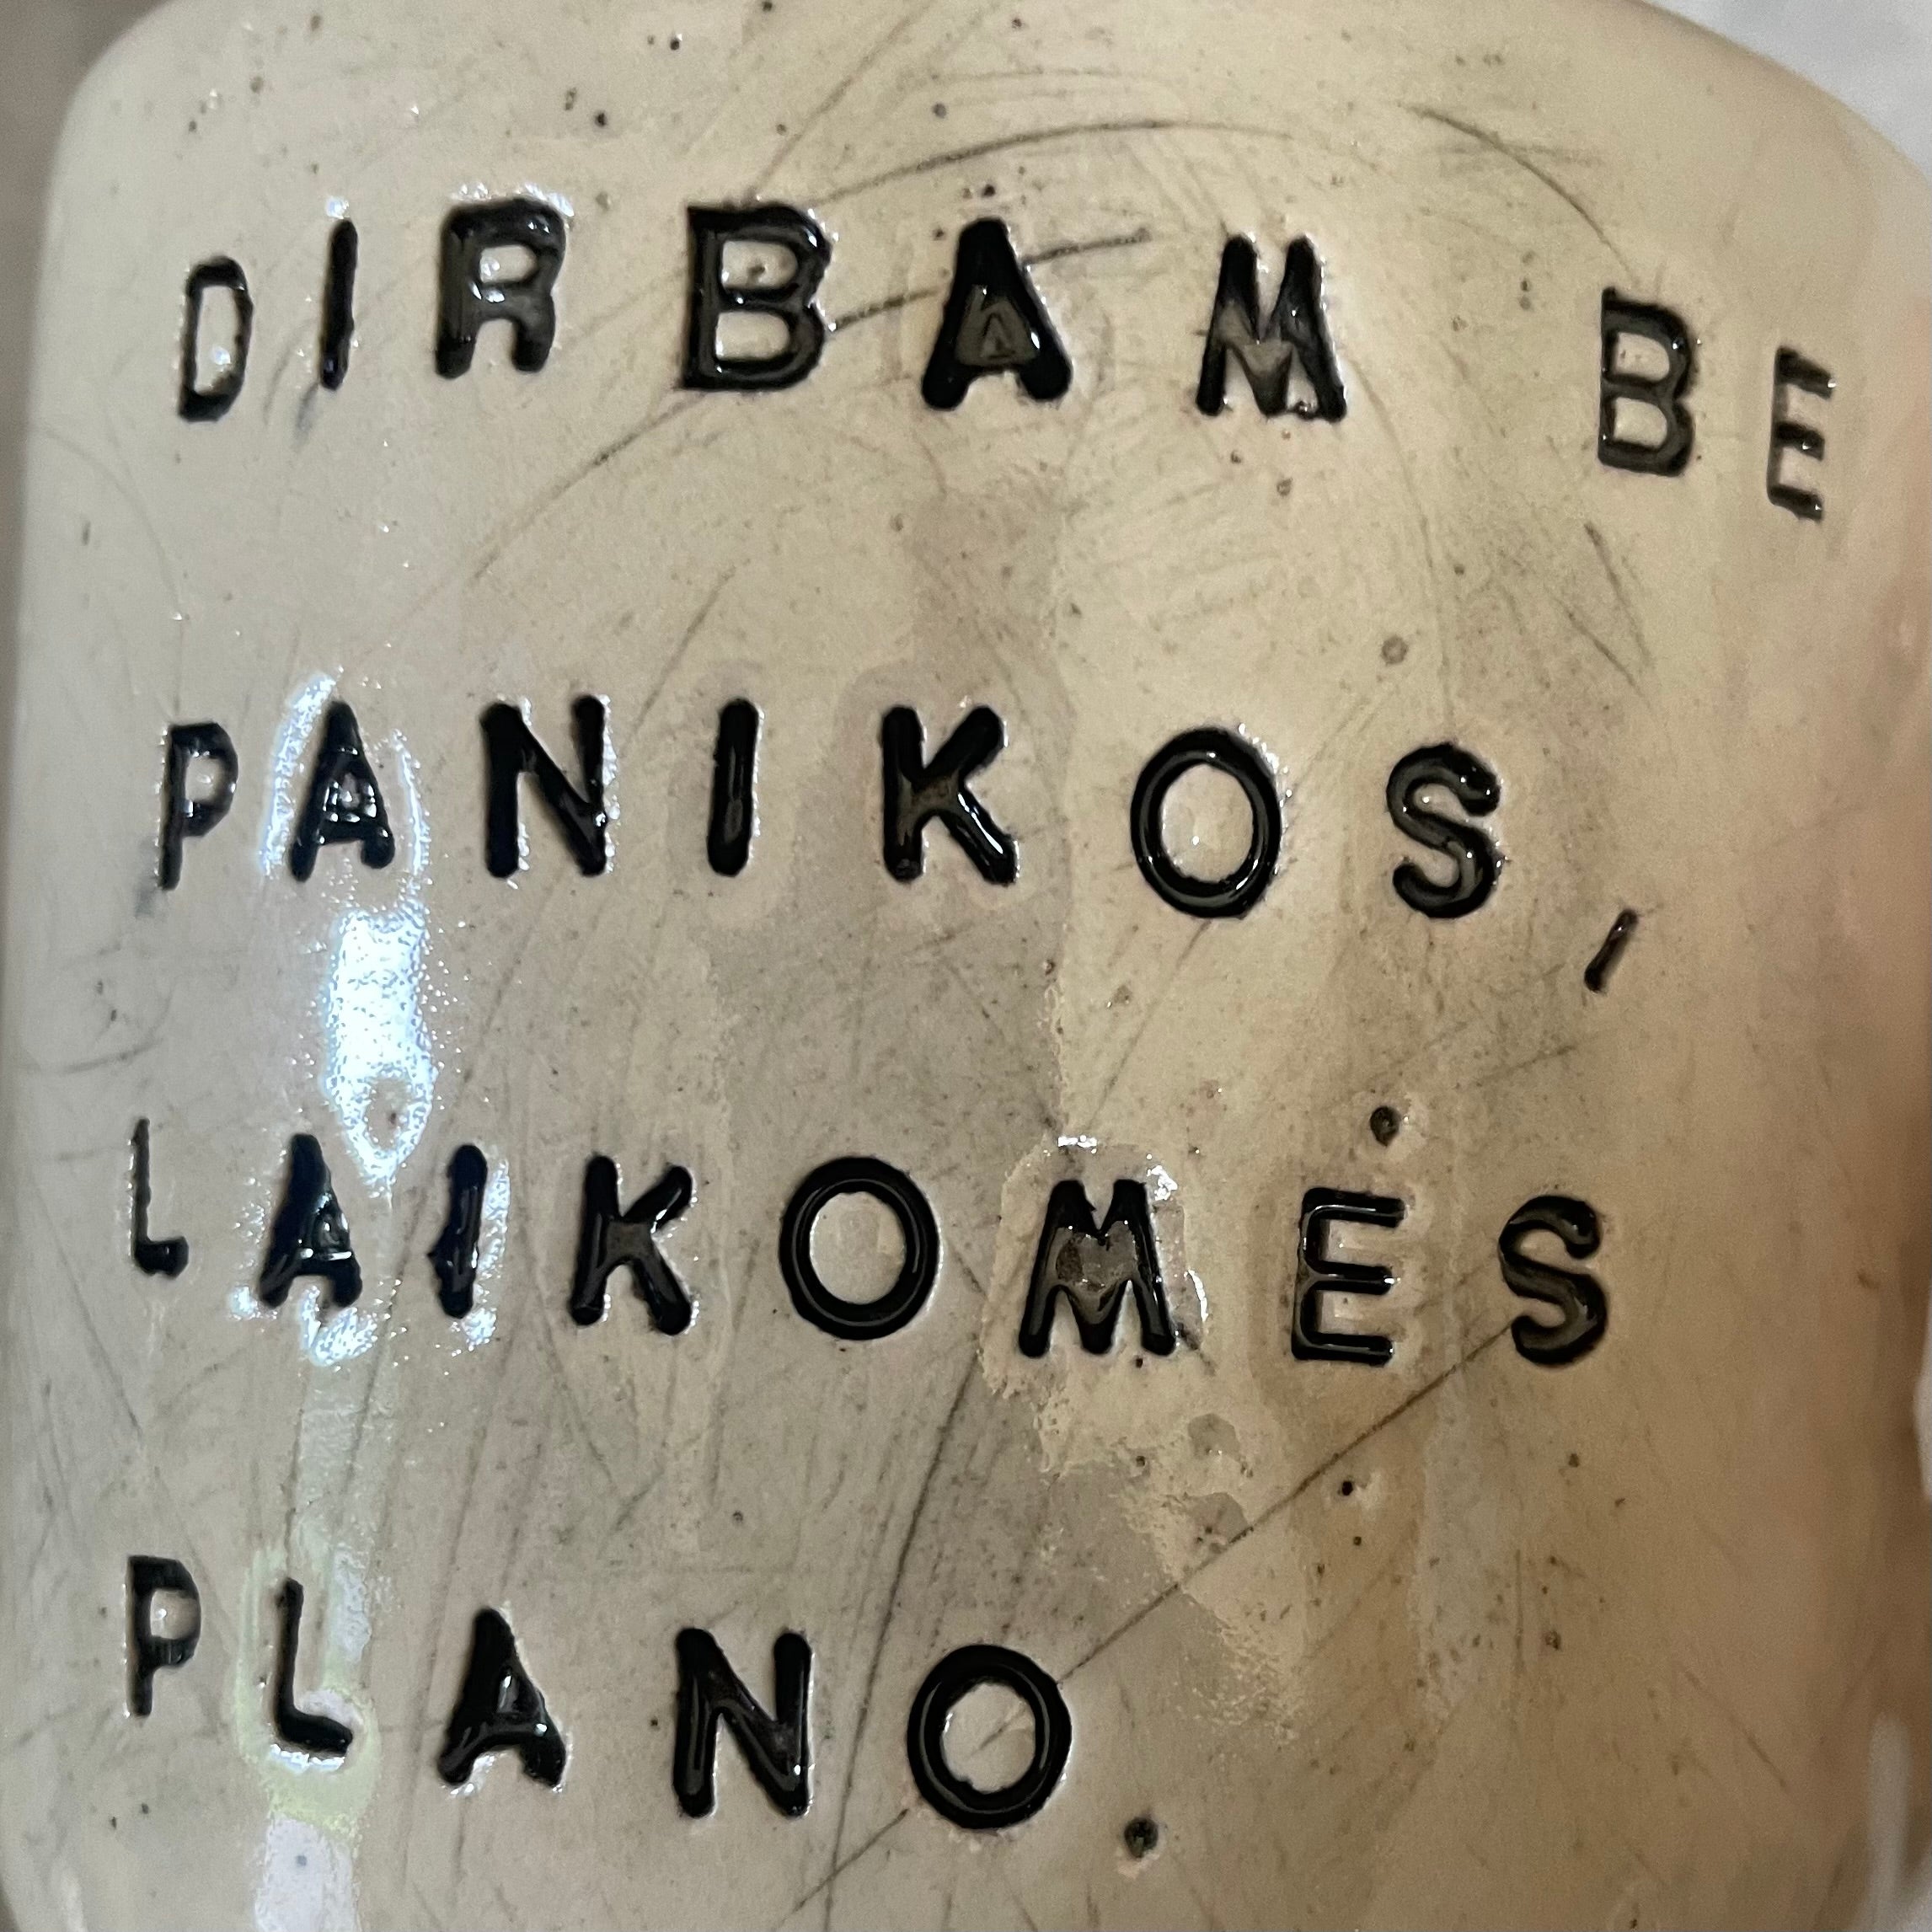 DIRBAM BE
PANIKOS,
LAIKOMĖS
PLANO.